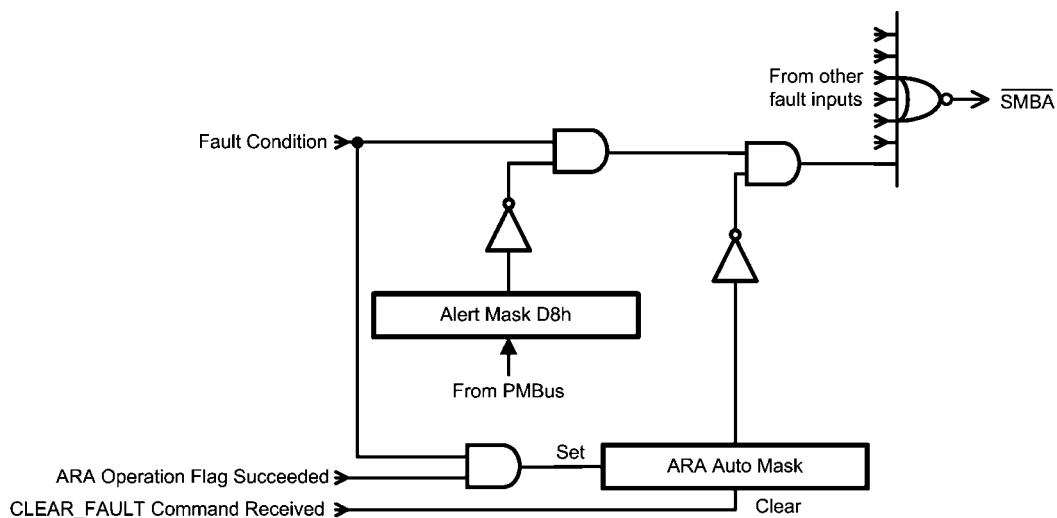 From other
fault inputs
SMBA
Fault Condition
Alert Mask D8h
From PMBus
Set
ARA Auto Mask
ARA Operation Flag Succeeded
CLEAR_FAULT Command Received
Clear